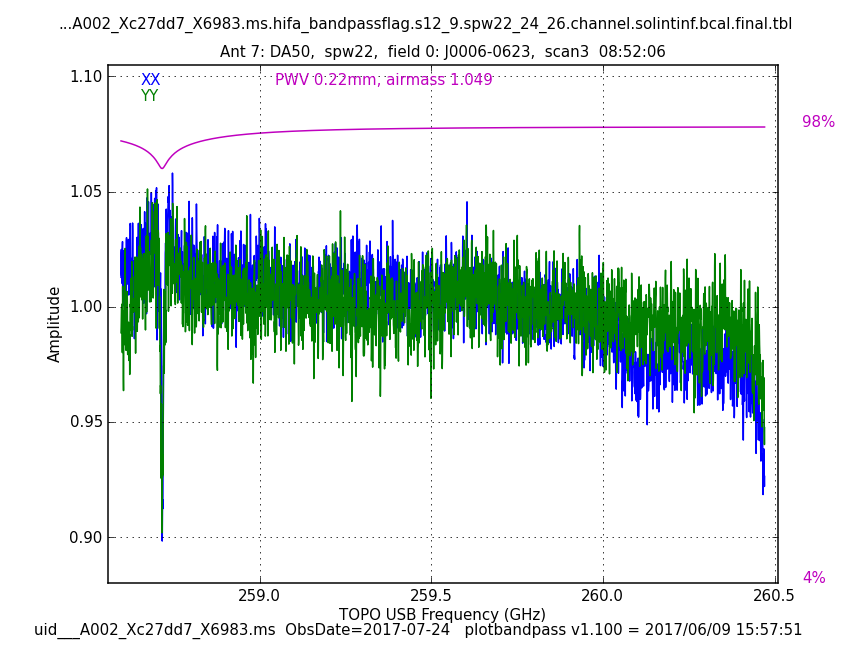 ...A002_Xc27dd7_X6983.ms.hifa_bandpassflag.s12_9.spw22_24_26.channel.solintinf.bcal.final.tbl
Ant 7: DA50,  spw22,  field 0: J0006-0623,  scan3  08:52:06
XX
PWV 0.22mm, airmass 1.049
YY
98%
4%
1.10
1.05
1.00
0.95
0.90
Amplitude
259.0
259.5
260.0
260.5
TOPO USB Frequency (GHz)
uid___A002_Xc27dd7_X6983.ms  ObsDate=2017-07-24   plotbandpass v1.100 = 2017/06/09 15:57:51